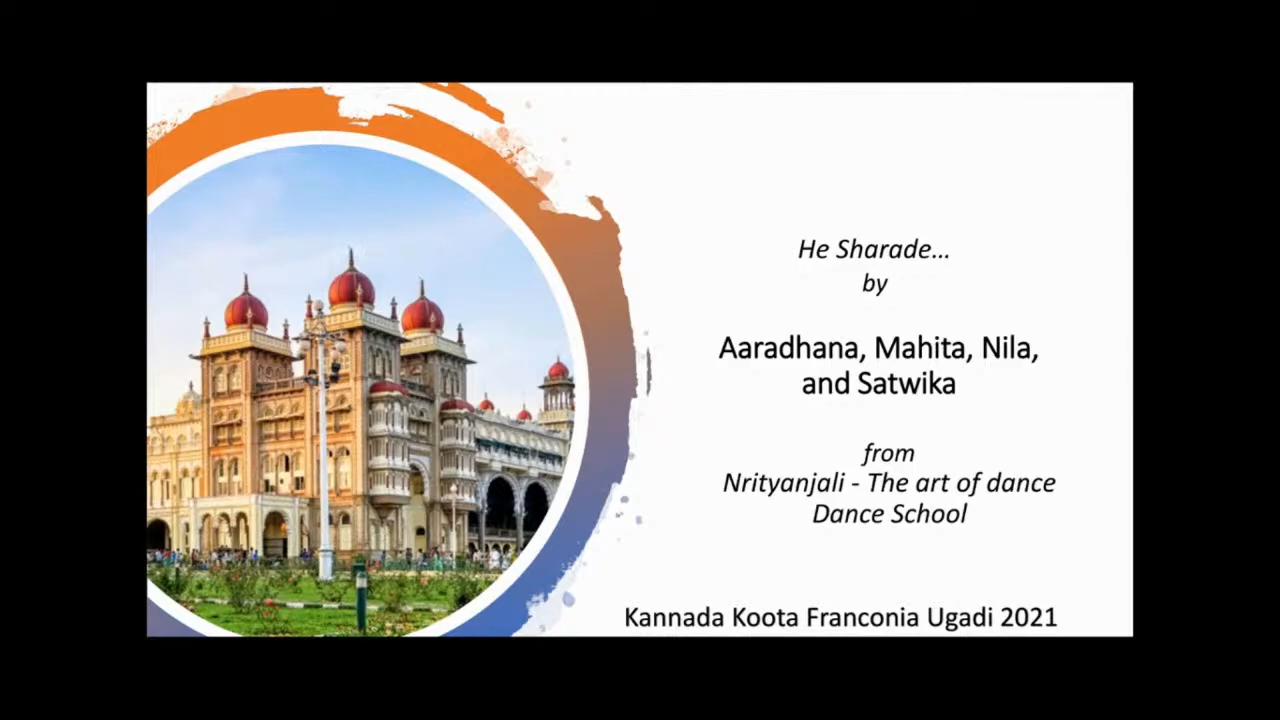 He Sharade...
by
Aaradhana, Mahita, Nila,
and Satwika
from
Nrityanjali - The art of dance
Dance School
Kannada Koota Franconia Ugadi 2021